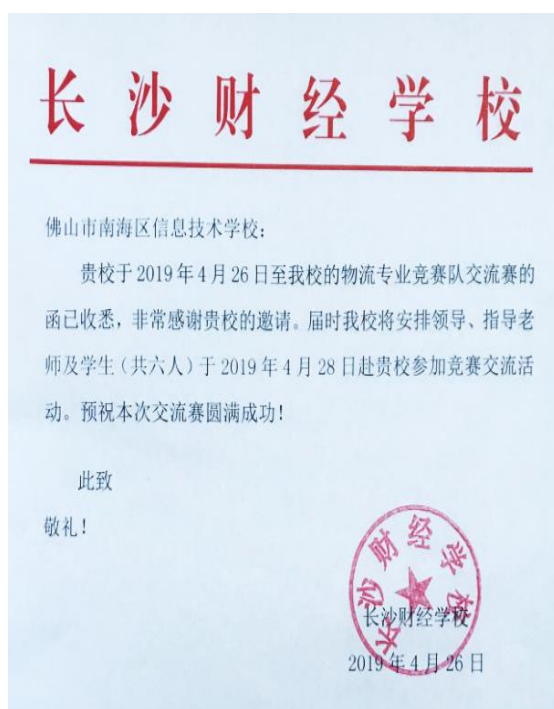 长沙财经学校
佛山市南海区信息技术学校：
贵校于2019年4月26日至我校的物流专业竞赛队交流赛的
函已收悉，非常感谢贵校的邀请。届时我校将安排领导、指导老
师及学生（共六人）于2019年4月28日赴贵校参加竞赛交流活
动。预祝本次交流赛圆满成功！
此致
敬礼！
长沙财经学校
长沙财经学校
2019年4月26日